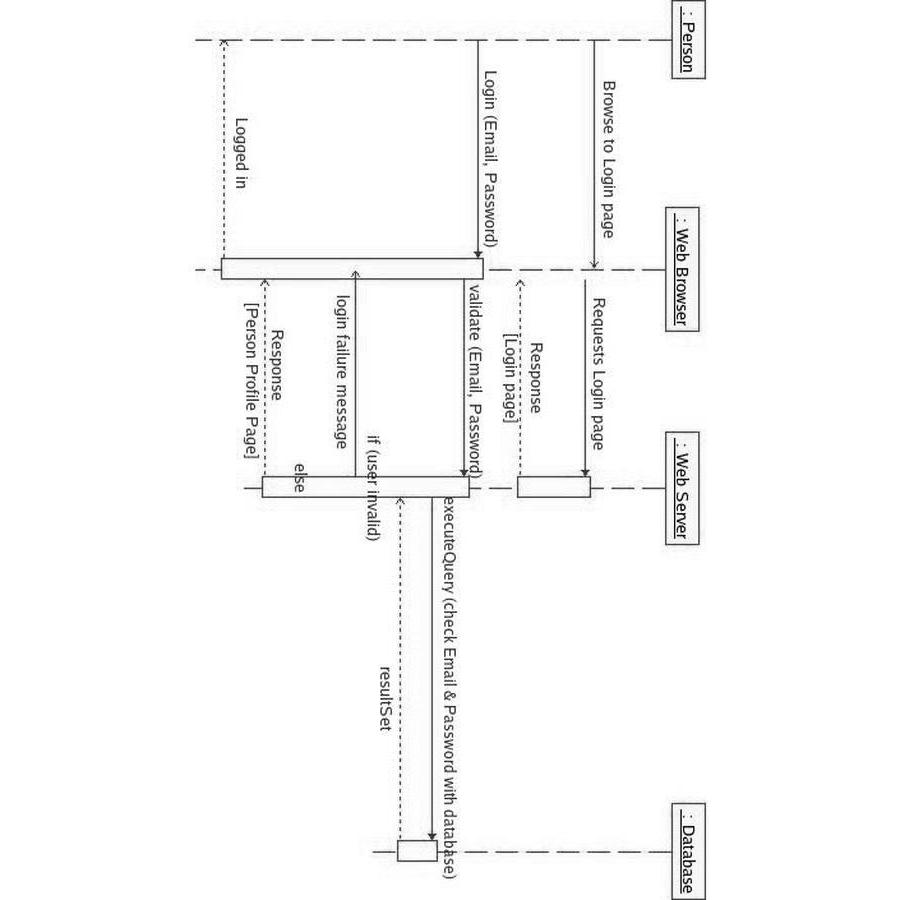 : Person
: Web Browser
: Web Server
: Database
Browse to Login page
Requests Login page
Response
[Login page]
Login (Email, Password)
validate (Email, Password)
executeQuery (check Email & Password with database)
resultSet
if (user invalid)
login failure message
else
Response
[Person Profile Page]
Logged in